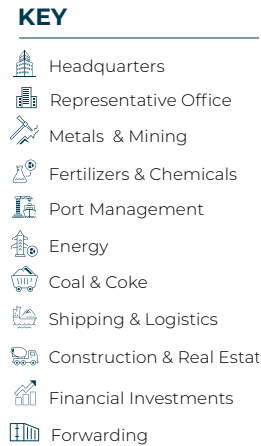 KEY
Headquarters
Representative Office
Metals & Mining
Fertilizers & Chemicals
Port Management
Energy
Coal & Coke
Shipping & Logistics
Construction & Real Estat
Financial Investments
Forwarding